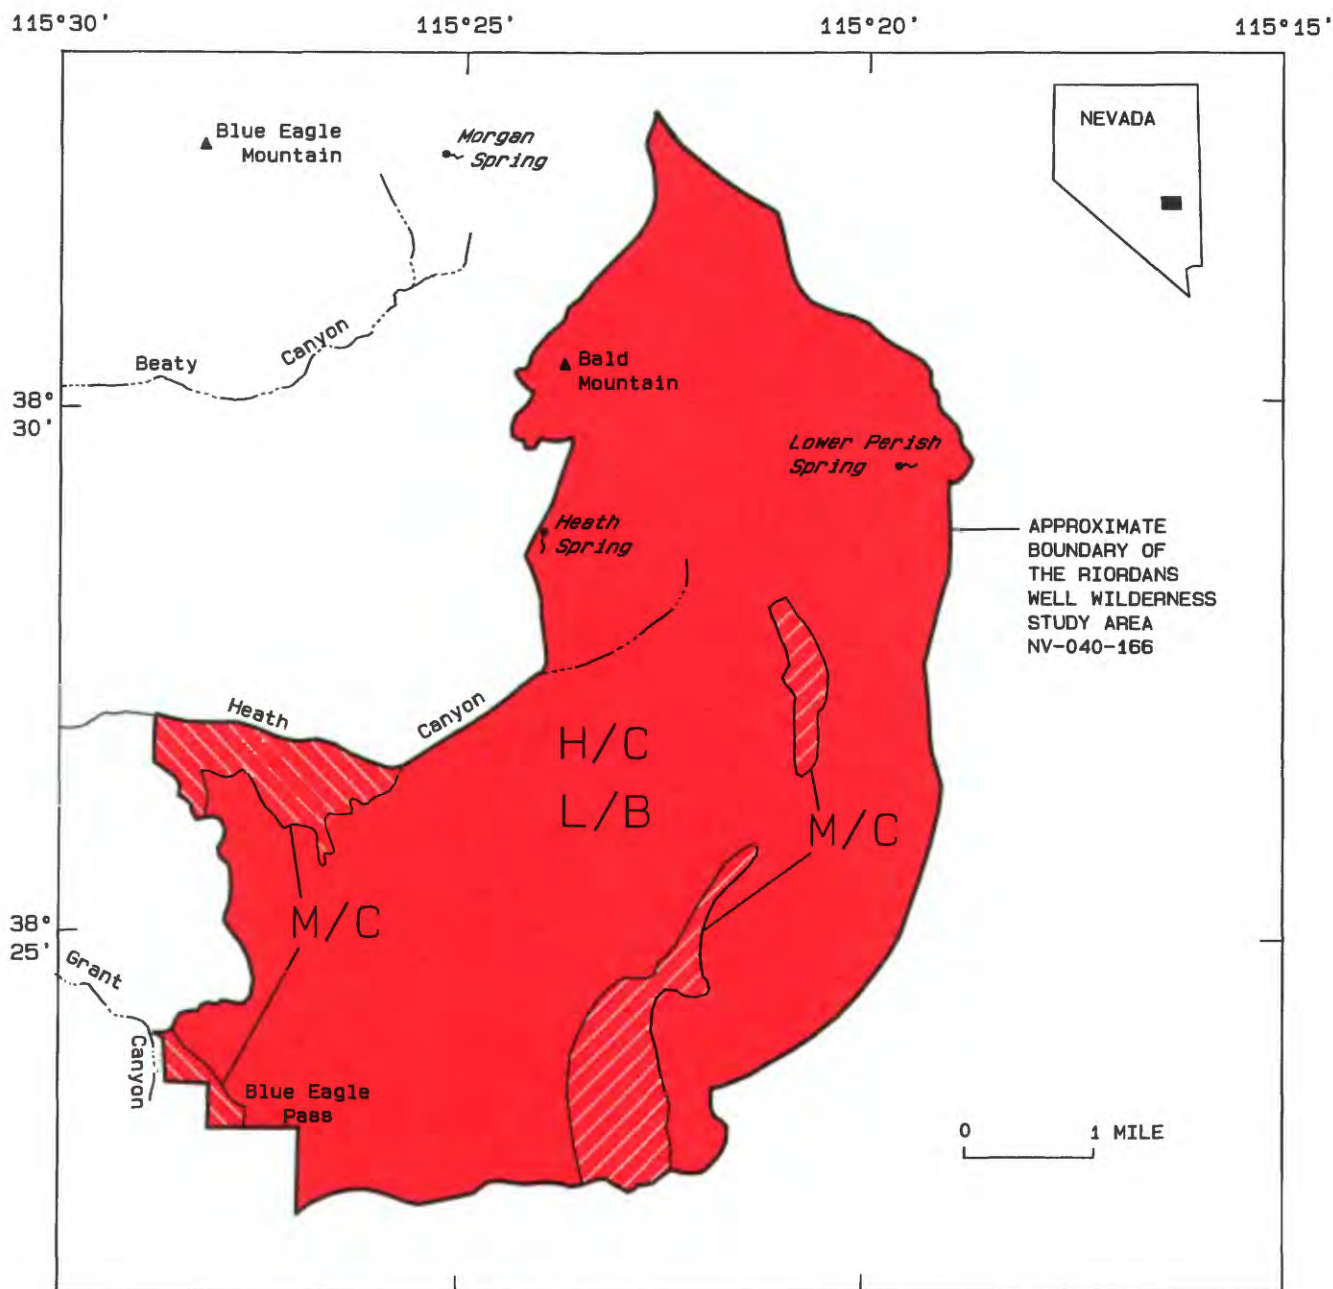 115°30'
115°25'
115°20'
115°15'
Blue Eagle
Mountain
Morgan
Spring
NEVADA
Beaty
Canyon
Bald
Mountain
38°
30'
Lower Perish
Spring
Heath
Spring
APPROXIMATE
BOUNDARY OF
THE RIORDANS
WELL WILDERNESS
STUDY AREA
NV-040-166
Heath
Canyon
H/C
L/B
M/C
M/C
38°
25'
Grant
Canyon
Blue Eagle
Pass
0 1 MILE